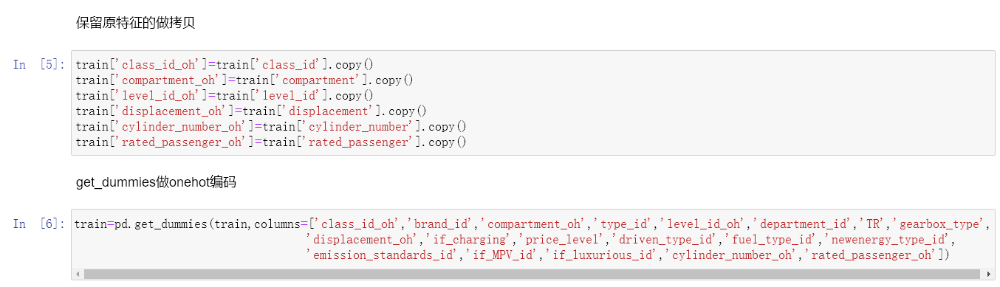 保留原特征的做拷贝
In [5]: train['class_id_oh']=train['class_id'].copy()
train['compartment_oh']=train['compartment'].copy()
train['level_id_oh']=train['level_id'].copy()
train['displacement_oh']=train['displacement'].copy()
train['cylinder_number_oh']=train['cylinder_number'].copy()
train['rated_passenger_oh']=train['rated_passenger'].copy()
get_dummies做onehot编码
In [6]: train=pd.get_dummies(train,columns=['class_id_oh','brand_id','compartment_oh','type_id','level_id_oh','department_id','TR','gearbox_type',
'displacement_oh','if_charging','price_level','driven_type_id','fuel_type_id','newenergy_type_id',
'emission_standards_id','if_MPV_id','if_luxurious_id','cylinder_number_oh','rated_passenger_oh'])